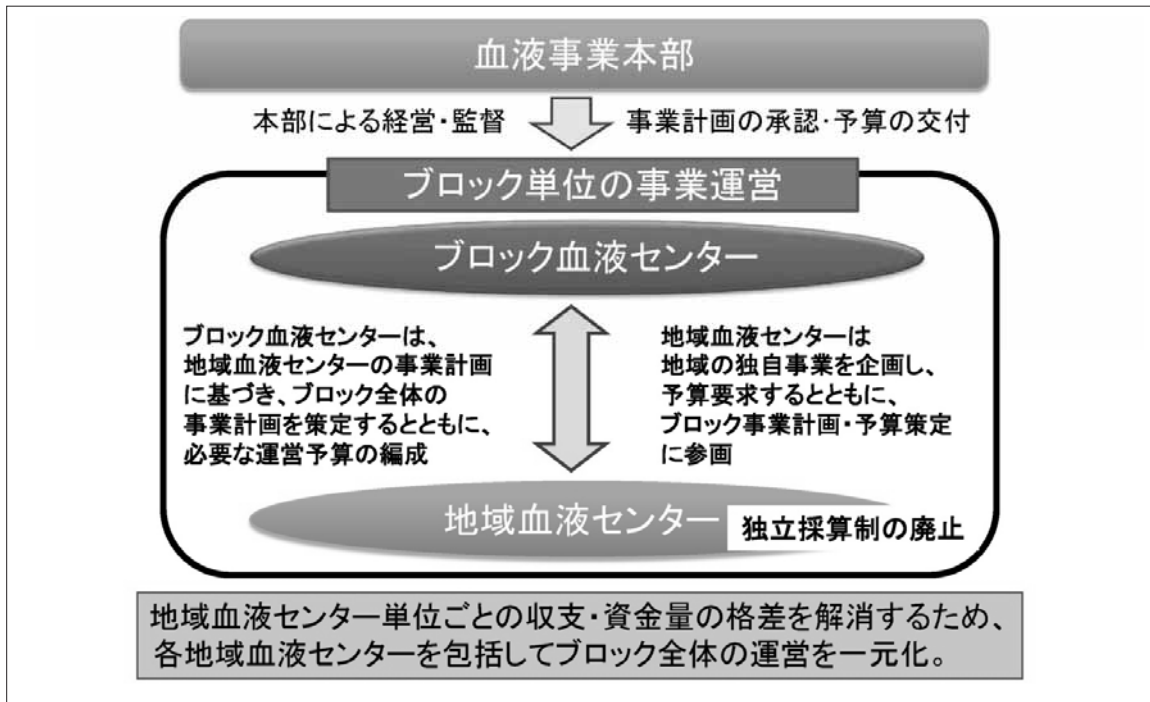 血液事業本部
本部による経営・監督
事業計画の承認・予算の交付
ブロック単位の事業運営
ブロック血液センター
ブロック血液センターは、
地域血液センターの事業計画
に基づき、ブロック全体の
事業計画を策定するとともに、
必要な運営予算の編成
地域血液センターは
地域の独自事業を企画し、
予算要求するとともに、
ブロック事業計画・予算策定
に参画
地域血液センター
独立採算制の廃止
地域血液センター単位ごとの収支・資金量の格差を解消するため、
各地域血液センターを包括してブロック全体の運営を一元化。